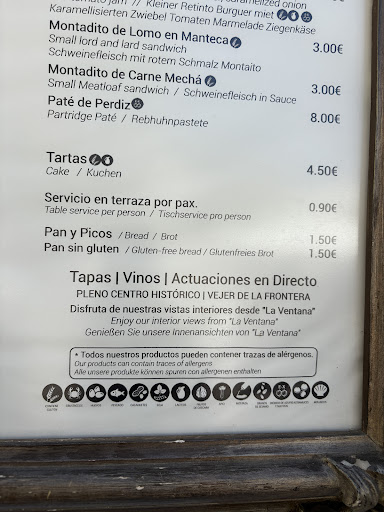 Kleiner Retinto Burguer miet
Karamellisierten Zwiebel Tomaten Marmelade Ziegenkäse
Montadito de Lomo en Manteca 3.00€
Small lord and lard sandwich
Schweinefleisch mit rotem Schmalz Montaito
Montadito de Carne Mechá 3.00€
Small Meatloaf sandwich / Schweinefleisch in Sauce
Paté de Perdiz 8.00€
Partridge Paté / Rebhuhnpastete
Tartas 4.50€
Cake / Kuchen
Servicio en terraza por pax. 0.90€
Table service per person / Tischservice pro person
Pan y Picos / Bread / Brot 1.50€
Pan sin gluten / Gluten-free bread / Glutenfreies Brot 1.50€
Tapas | Vinos | Actuaciones en Directo
PLENO CENTRO HISTÓRICO | VEJER DE LA FRONTERA
Disfruta de nuestras vistas interiores desde "La Ventana"
Enjoy our interior views from "La Ventana"
Genießen Sie unsere Innenansichten von "La Ventana"
* Todos nuestros productos pueden contener trazas de alérgenos.
Our products can contain traces of allergens
Alle unsere produkte können spuren con allergenen enthalten